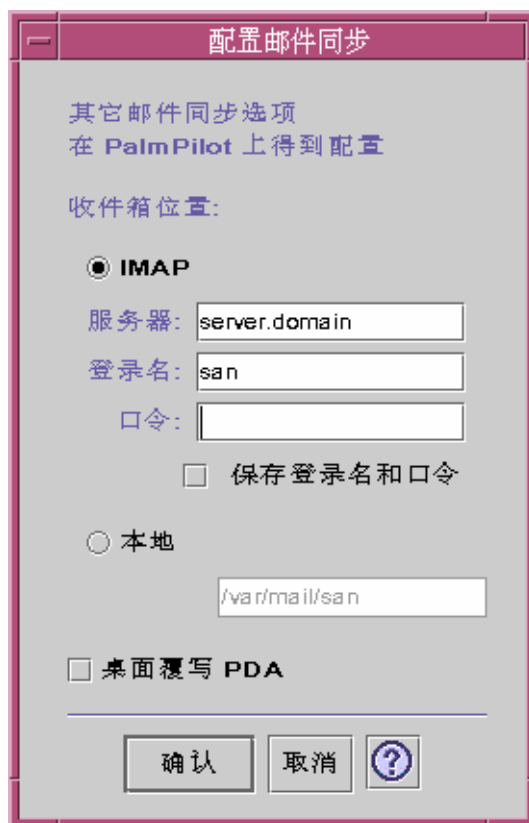 配置邮件同步
其它邮件同步选项
在 PalmPilot 上得到配置
收件箱位置:
IMAP
服务器: server.domain
登录名: san
口令:
保存登录名和口令
本地
/var/mail/san
桌面覆写 PDA
确认 取消 ?